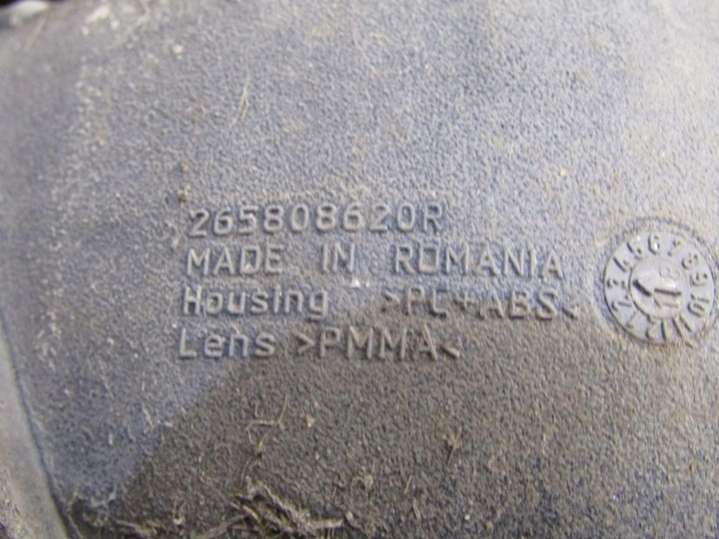 265808620R
MADE IN ROMANIA
Housing >PC+ABS<
Lens >PMMA<